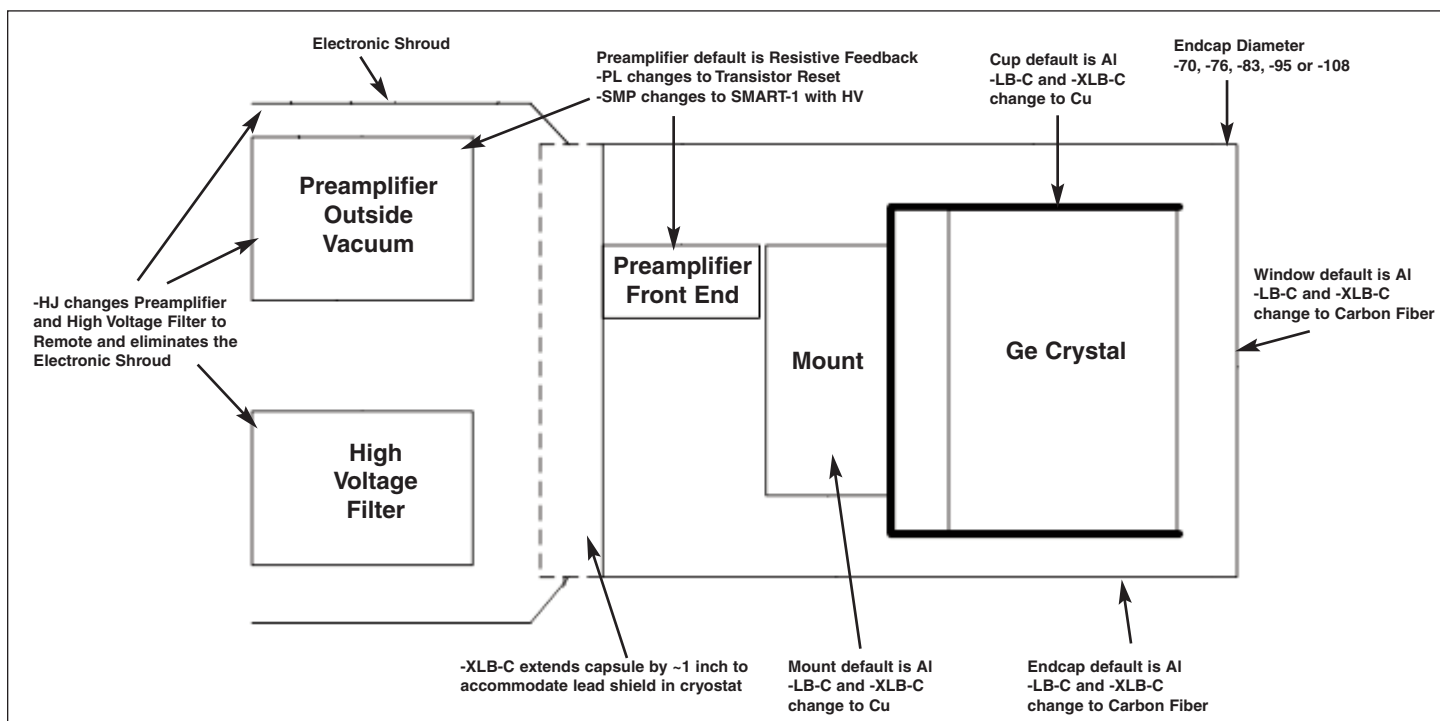 Electronic Shroud
Preamplifier default is Resistive Feedback
-PL changes to Transistor Reset
-SMP changes to SMART-1 with HV
Cup default is Al
-LB-C and -XLB-C
change to Cu
Endcap Diameter
-70, -76, -83, -95 or -108
Preamplifier
Outside
Vacuum
Preamplifier
Front End
Mount
Ge Crystal
Window default is Al
-LB-C and -XLB-C
change to Carbon Fiber
-HJ changes Preamplifier
and High Voltage Filter to
Remote and eliminates the
Electronic Shroud
High
Voltage
Filter
-XLB-C extends capsule by ~1 inch to
accommodate lead shield in cryostat
Mount default is Al
-LB-C and -XLB-C
change to Cu
Endcap default is Al
-LB-C and -XLB-C
change to Carbon Fiber